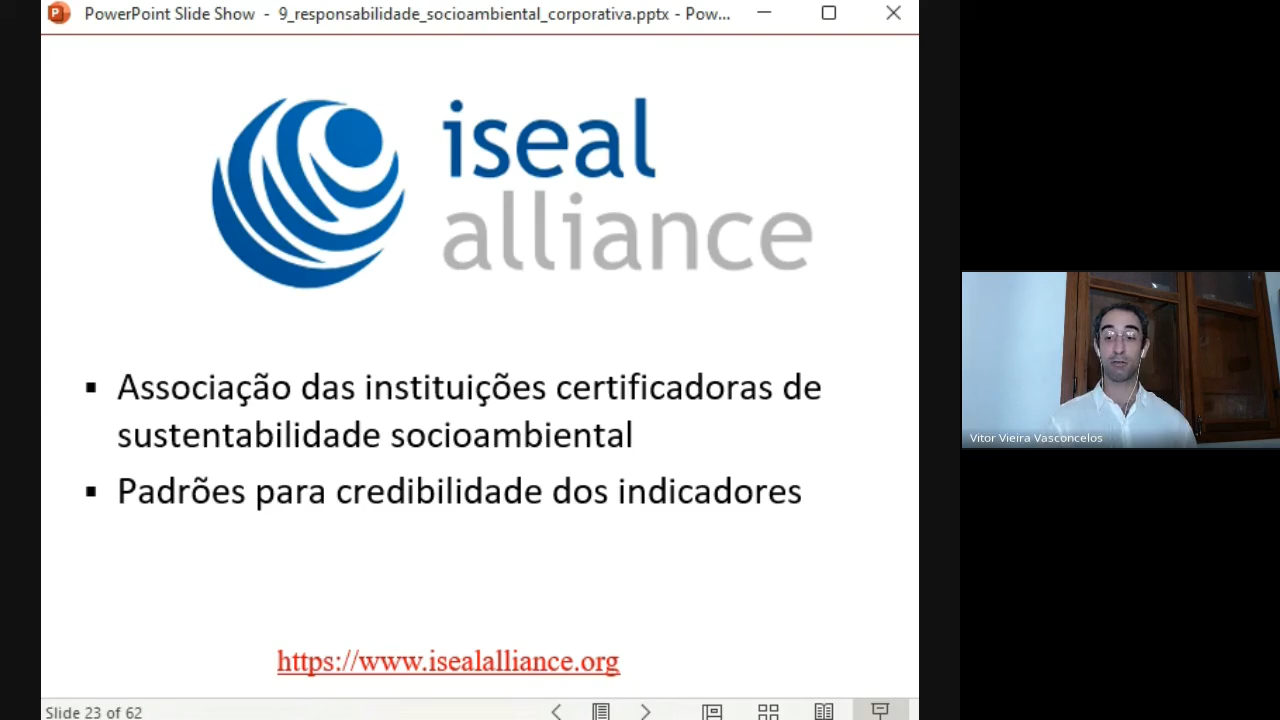 PowerPoint Slide Show - 9_responsabilidade_socioambiental_corporativa.pptx - Pow...
iseal
alliance
▪ Associação das instituições certificadoras de
sustentabilidade socioambiental
▪ Padrões para credibilidade dos indicadores
Vitor Vieira Vasconcelos
https://www.isealalliance.org
Slide 23 of 62